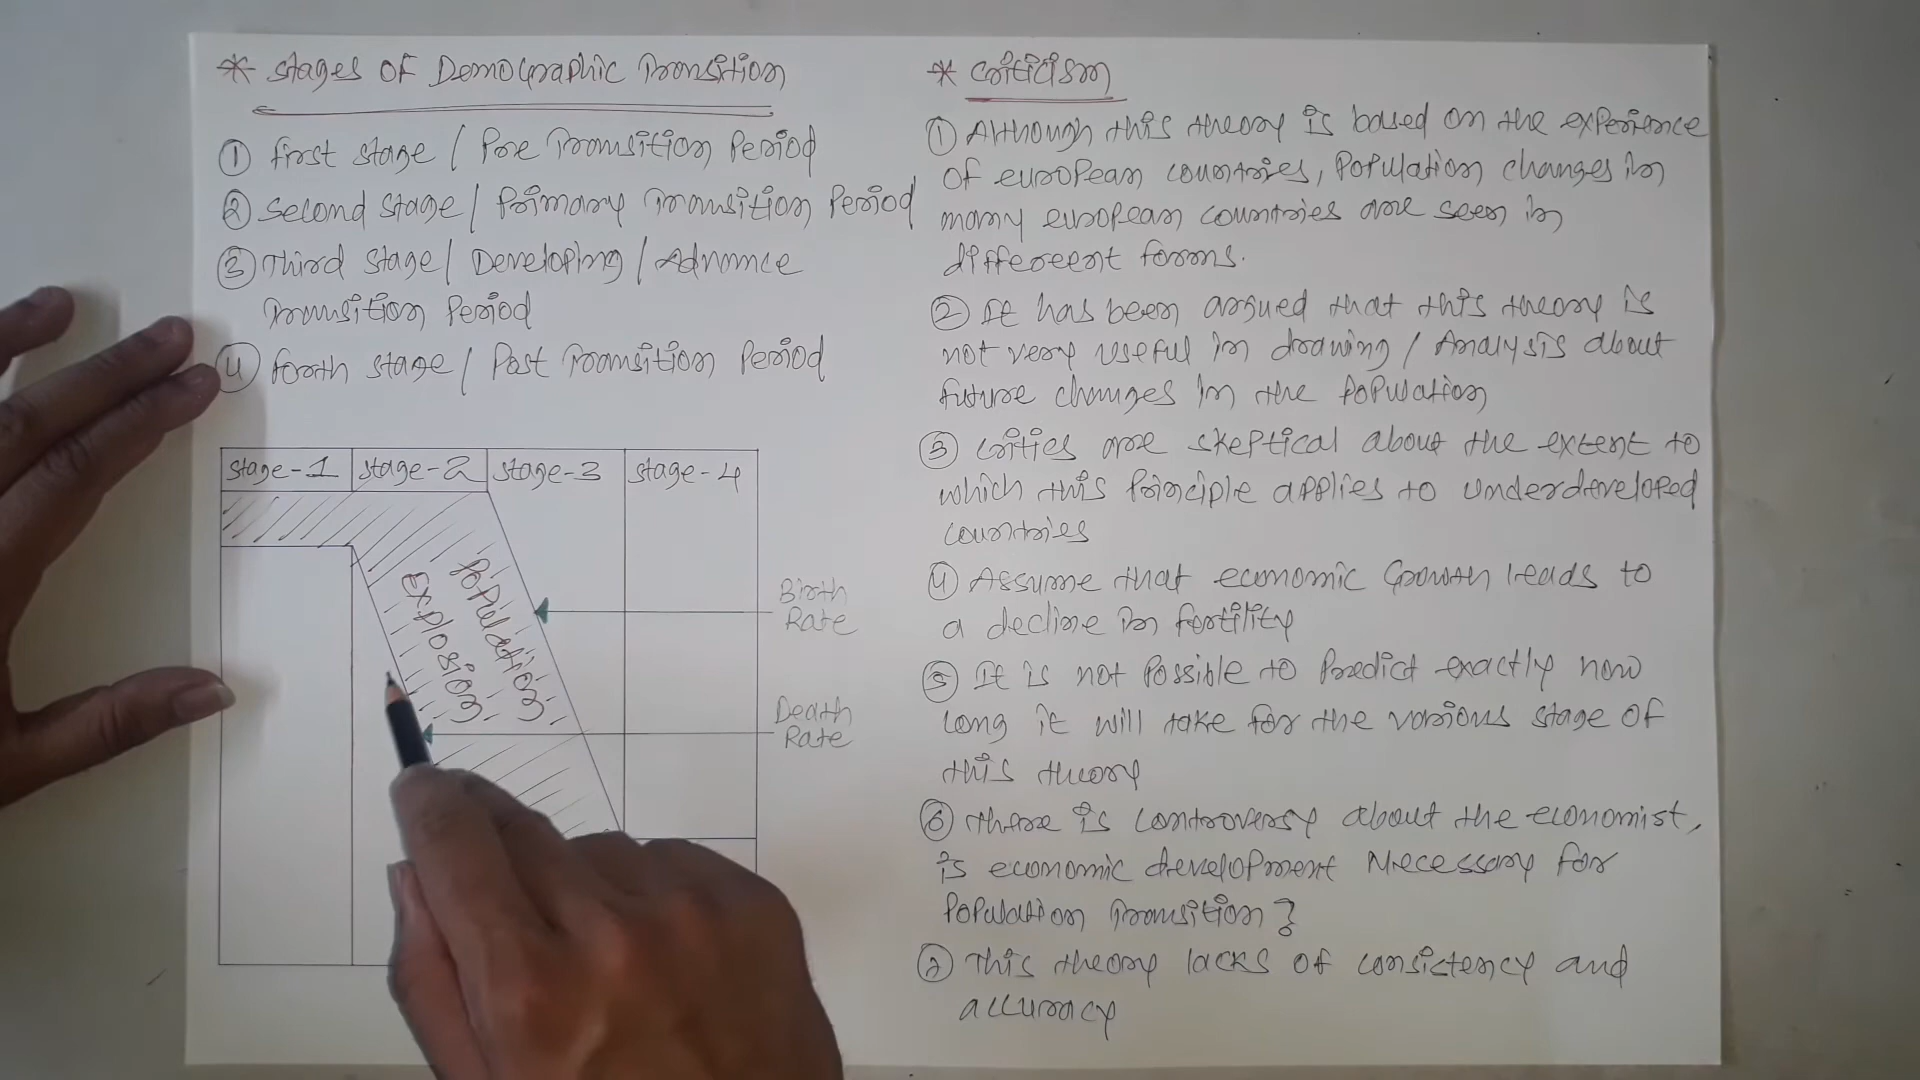 * Stages of Demographic Transition
① First stage / Pre Transition Period
② Second stage / Primary Transition Period
③ Third stage / Developing / Advance
Transition Period
④ Forth stage / Post Transition Period
Stage-1 Stage-2 Stage-3 Stage-4
Population
Explosion
Birth
Rate
Death
Rate
* Criticism
① Although this theory is based on the experience
of european countries, Population changes in
many european countries are seen in
different forms.
② It has been argued that this theory is
not very useful in drawing / Analysis about
future changes in the Population
③ Critics are skeptical about the extent to
which this Principle applies to underdeveloped
countries
④ Assume that economic Growth leads to
a decline in fertility
⑤ It is not Possible to Predict exactly how
long it will take for the various stage of
this theory
⑥ There is controversy about the economist,
is economic development Necessary for
Population Transition?
⑦ This theory lacks of consistency and
accuracy